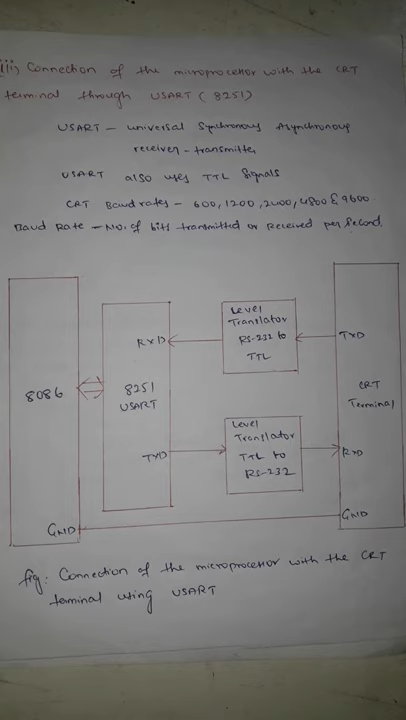 iii) Connection of the microprocessor with the CRT
terminal through USART (8251)
USART – universal Synchronous Asynchronous
receiver - transmitter
USART also uses TTL Signals
CRT Baud rates - 600, 1200, 2400, 4800 & 9600.
Baud Rate – No. of bits transmitted or received per second.
8086
GND
RXD
8251
USART
TXD
Level
Translator
RS-232 to
TTL
Level
Translator
TTL to
RS-232
TXD
CRT
Terminal
RXD
GND
fig: Connection of the microprocessor with the CRT
terminal using USART